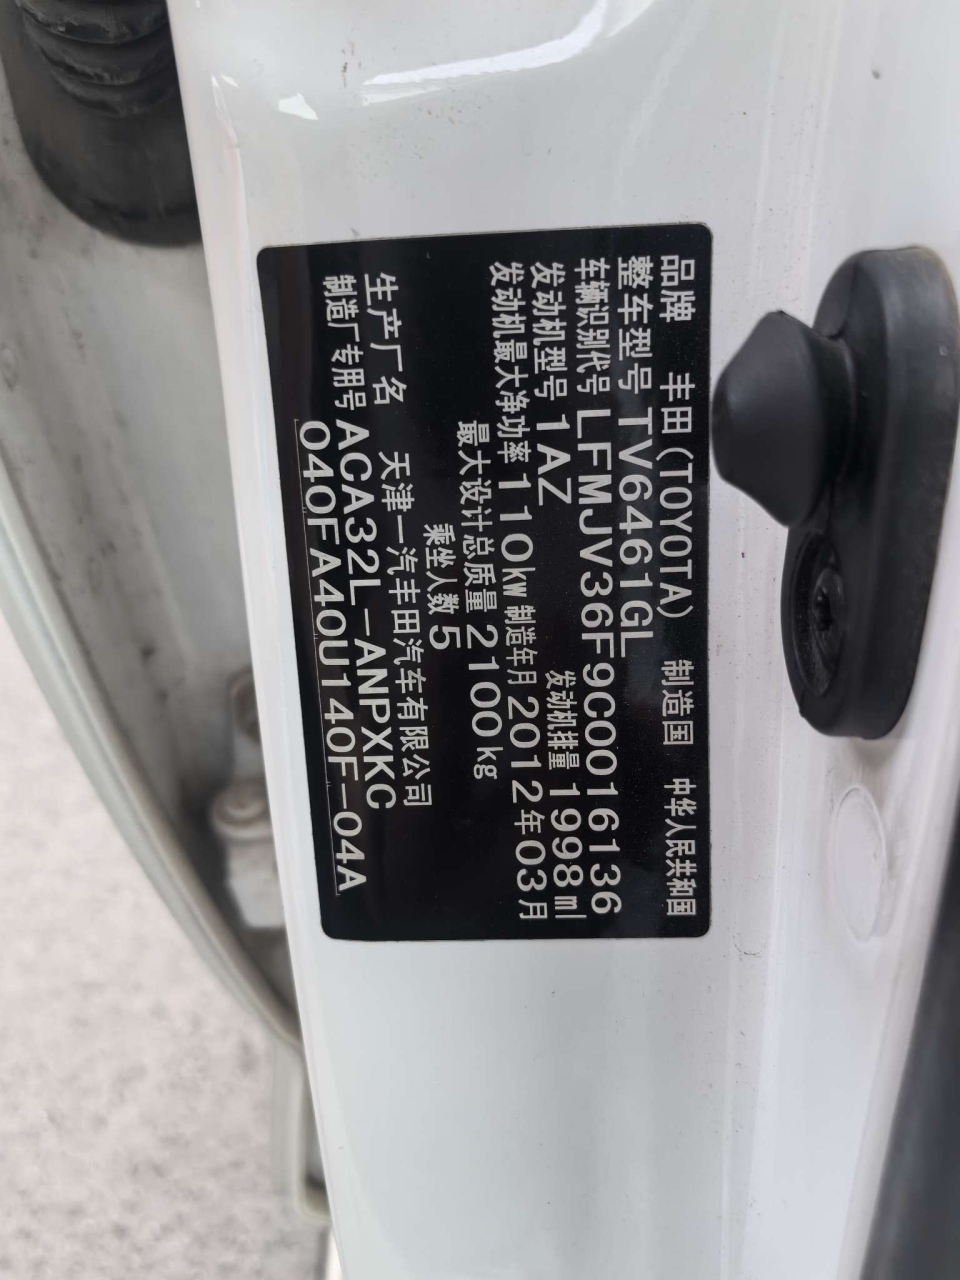 品牌 丰田(TOYOTA) 制造国 中华人民共和国
整车型号 TV6461GL
车辆识别代号 LFMJV36F9C0016136
发动机型号 1AZ 发动机排量 1998ml
发动机最大净功率 110kW 制造年月 2012年03月
最大设计总质量 2100kg
乘坐人数 5
生产厂名 天津一汽丰田汽车有限公司
制造厂专用号 ACA32L-ANPXKC
040FA40U140F-04A